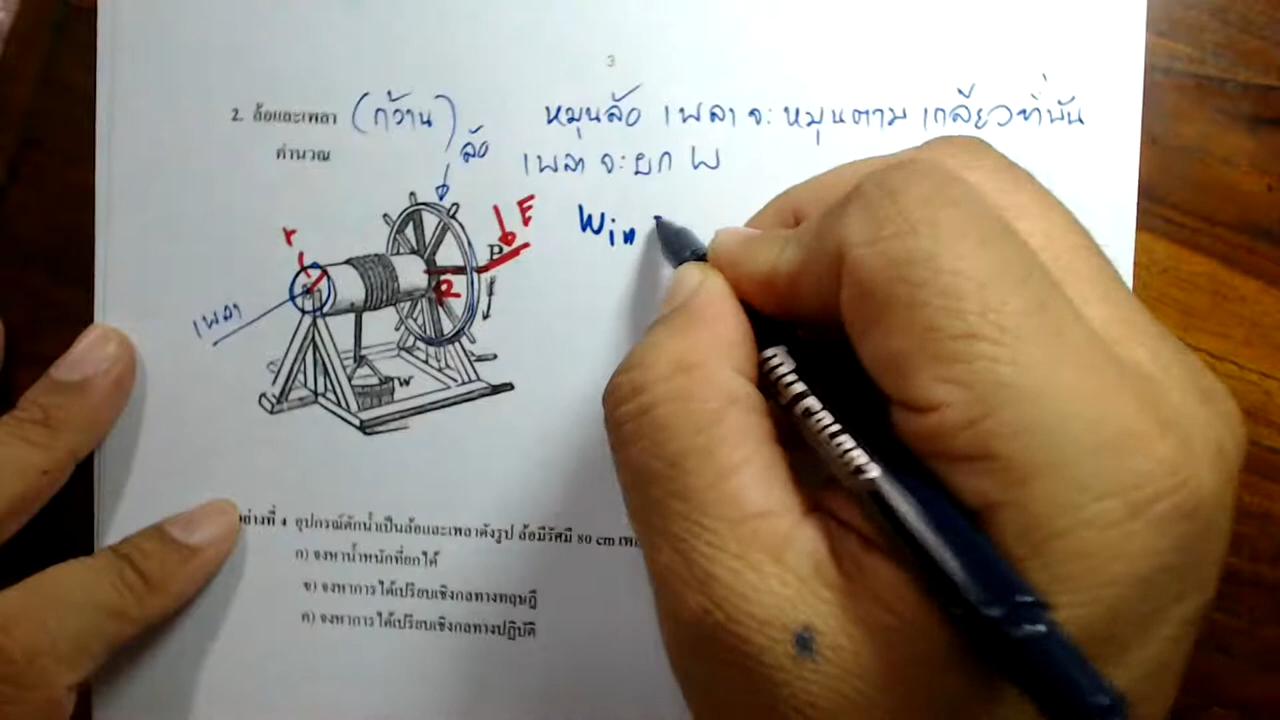 3
2. ล้อและเพลา (กว้าน) หมุนล้อ เพลาจะหมุนตาม เกลียวที่พัน
คำนวณ ล้อ เพลาจะยก W
r E Win
P
R
เพลา
W
อุปกรณ์ตักน้ำเป็นล้อและเพลาดังรูป ล้อมีรัศมี 80 cm
ก) จงหาน้ำหนักที่ยกได้
ข) จงหาการได้เปรียบเชิงกลทางทฤษฎี
ค) จงหาการได้เปรียบเชิงกลทางปฏิบัติ
MY COLOR2